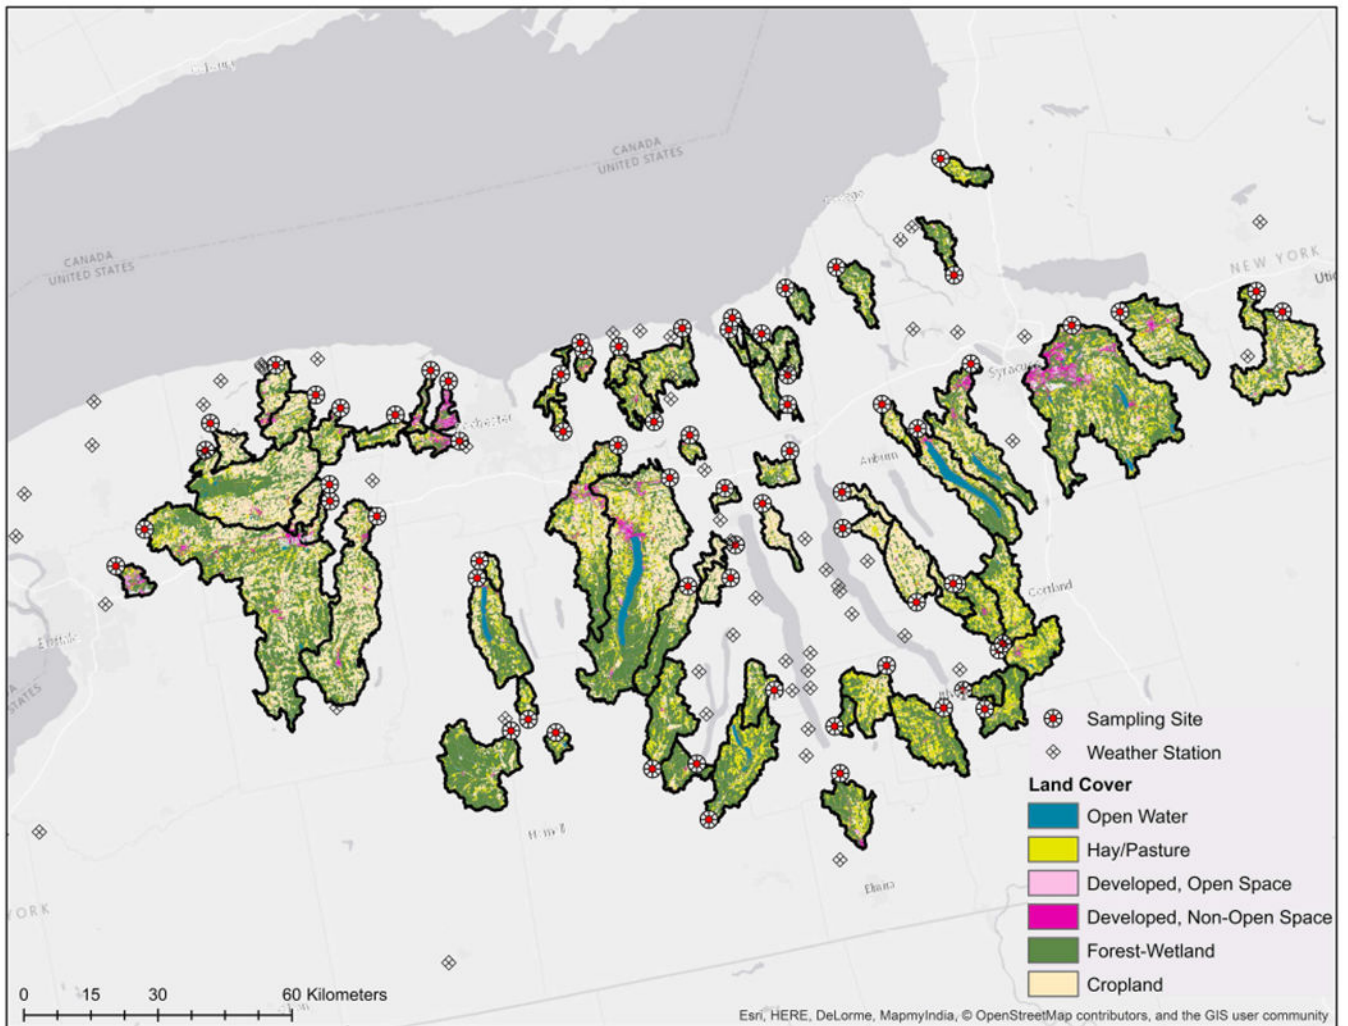 CANADA
UNITED STATES
CANADA
UNITED STATES
NEW YORK
Syracuse
Auburn
Cortland
Elmira
YORK
Sampling Site
Weather Station
Land Cover
Open Water
Hay/Pasture
Developed, Open Space
Developed, Non-Open Space
Forest-Wetland
Cropland
0 15 30 60 Kilometers
Esri, HERE, DeLorme, MapmyIndia, © OpenStreetMap contributors, and the GIS user community